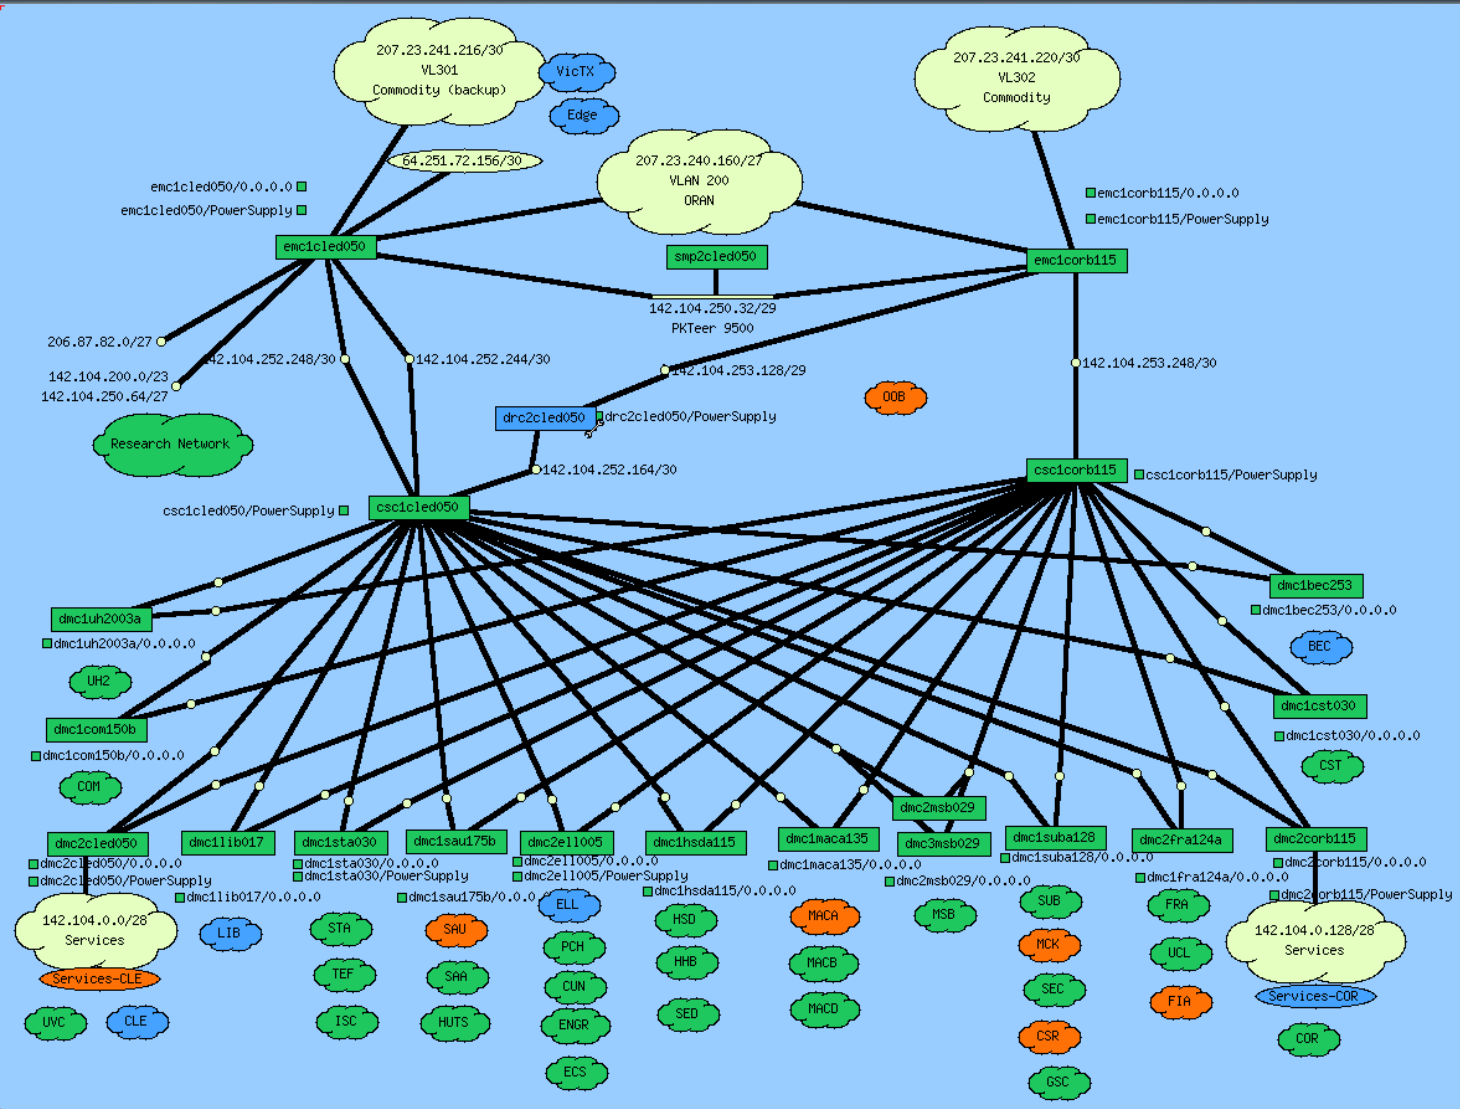 207.23.241.216/30
VL301
Commodity (backup)
VicTX
Edge
207.23.241.220/30
VL302
Commodity
64.251.72.156/30
207.23.240.160/27
VLAN 200
ORAN
emc1cled050/0.0.0.0
emc1cled050/PowerSupply
emc1corb115/0.0.0.0
emc1corb115/PowerSupply
emc1cled050
smp2cled050
emc1corb115
142.104.250.32/29
PKTeer 9500
206.87.82.0/27
142.104.252.248/30
142.104.252.244/30
142.104.253.128/29
142.104.253.248/30
142.104.200.0/23
142.104.250.64/27
OOB
drc2cled050
drc2cled050/PowerSupply
Research Network
142.104.252.164/30
csc1corb115
csc1corb115/PowerSupply
csc1cled050/PowerSupply
csc1cled050
dmc1bec253
dmc1bec253/0.0.0.0
dmc1uh2003a
dmc1uh2003a/0.0.0.0
BEC
UH2
dmc1cst030
dmc1com150b
dmc1cst030/0.0.0.0
dmc1com150b/0.0.0.0
CST
COM
dmc2msb029
dmc2cled050
dmc1lib017
dmc1sta030
dmc1sau175b
dmc2ell005
dmc1hsda115
dmc1maca135
dmc3msb029
dmc1suba128
dmc2fra124a
dmc2corb115
dmc2cled050/0.0.0.0
dmc2cled050/PowerSupply
dmc1lib017/0.0.0.0
dmc1sta030/0.0.0.0
dmc1sta030/PowerSupply
dmc1sau175b/0.0.0.0
dmc2ell005/0.0.0.0
dmc2ell005/PowerSupply
dmc1hsda115/0.0.0.0
dmc1maca135/0.0.0.0
dmc2msb029/0.0.0.0
dmc1suba128/0.0.0.0
dmc1fra124a/0.0.0.0
dmc2corb115/0.0.0.0
dmc2corb115/PowerSupply
142.104.0.0/28
Services
Services-CLE
UVC
CLE
LIB
STA
TEF
ISC
SAU
SAA
HUTS
ELL
PCH
CUN
ENGR
ECS
HSD
HHB
SED
MACA
MACB
MACD
MSB
SUB
MCK
SEC
CSR
GSC
FRA
UCL
FIA
142.104.0.128/28
Services
Services-COR
COR